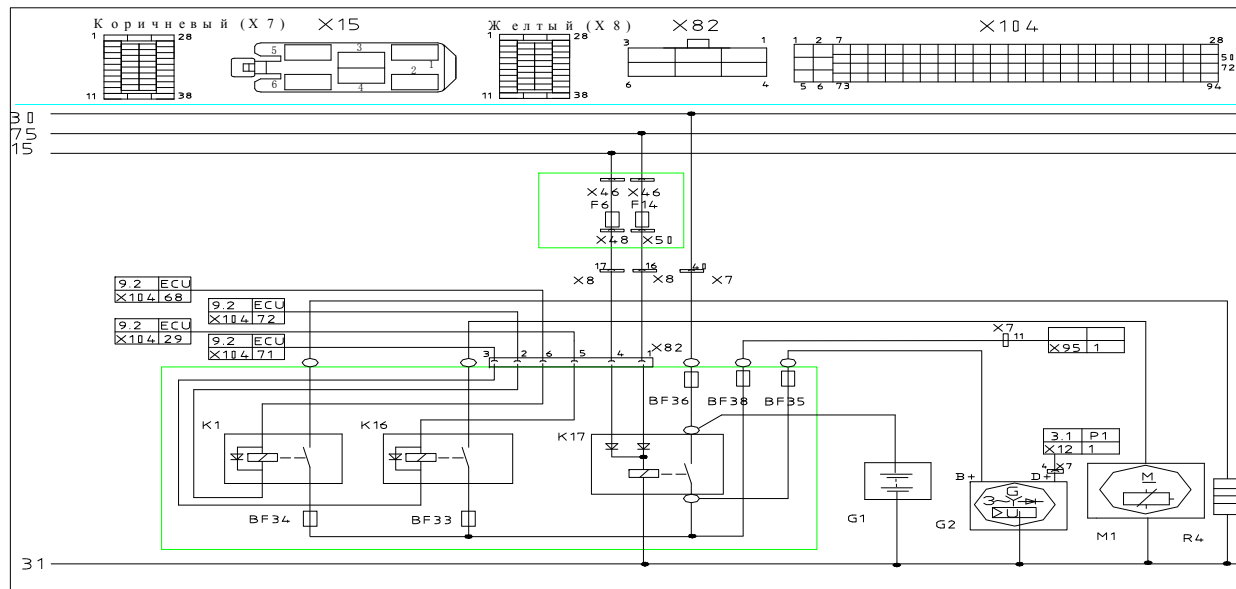 Коричневый (X7) X15 Желтый (X8) X82 X104
1 28 5 3 1 28 3 1 1 2 7 28
1
2
50
72
11 38 6 4 11 38 6 4 5 6 73 94
30
75
15
X46 X46
F6 F14
X48 X50
17 16 40
X8 X8 X7
9.2 ECU
X104 68
9.2 ECU
X104 72
9.2 ECU
X104 29
9.2 ECU
X104 71
X7
11
X95 1
3 2 6 5 4 1 X82
BF36 BF38 BF35
K1 K16 K17
3.1 P1
X12 1
4 X7
B+ D+
G
3~
U
M
BF34 BF33
G1 G2 M1 R4
31